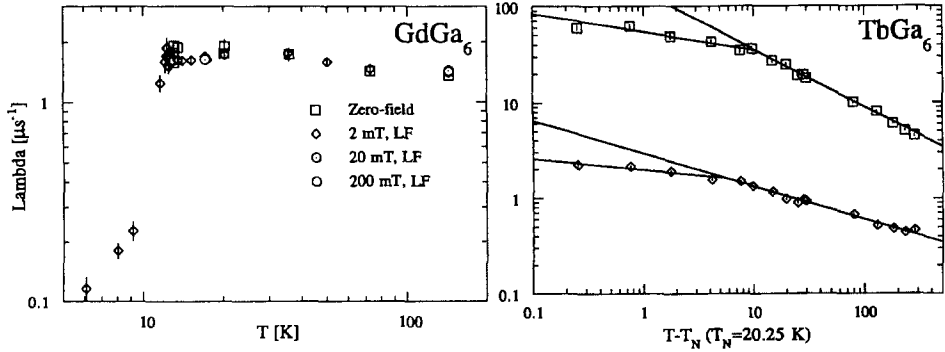 GdGa6
Lambda [µs-1]
1
0.1
Zero-field
2 mT, LF
20 mT, LF
200 mT, LF
10
100
T [K]
TbGa6
100
10
1
0.1
0.1
1
10
100
T-TN (TN=20.25 K)